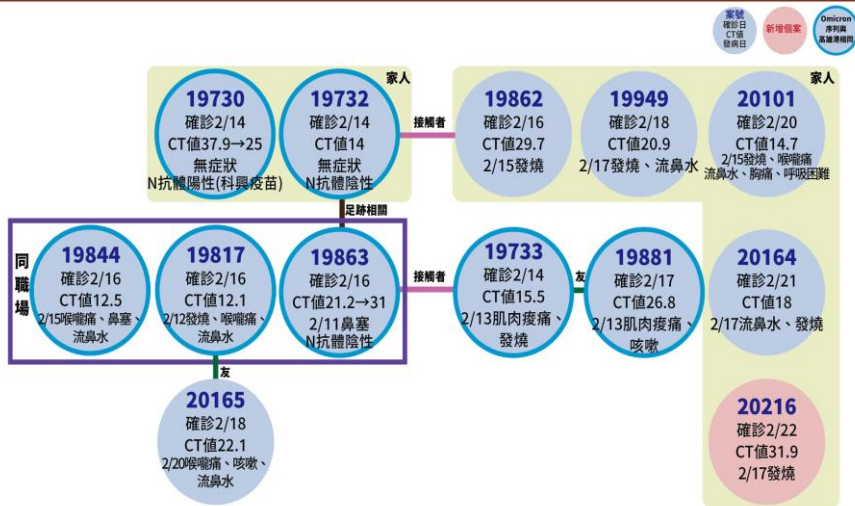 案號
確診日
CT值
發病日
新增個案
Omicron
序列與
高雄港相同
家人
19730
確診2/14
CT值37.9→25
無症狀
N抗體陽性(科興疫苗)
19732
確診2/14
CT值14
無症狀
N抗體陰性
接觸者
家人
19862
確診2/16
CT值29.7
2/15發燒
19949
確診2/18
CT值20.9
2/17發燒、流鼻水
20101
確診2/20
CT值14.7
2/15發燒、喉嚨痛
流鼻水、胸痛、呼吸困難
足跡相關
同
職
場
19844
確診2/16
CT值12.5
2/15喉嚨痛、鼻塞、
流鼻水
19817
確診2/16
CT值12.1
2/12發燒、喉嚨痛、
流鼻水
19863
確診2/16
CT值21.2→31
2/11鼻塞
N抗體陰性
接觸者
19733
確診2/14
CT值15.5
2/13肌肉痠痛、
發燒
友
19881
確診2/17
CT值26.8
2/13肌肉痠痛、
咳嗽
20164
確診2/21
CT值18
2/17流鼻水、發燒
友
20165
確診2/18
CT值22.1
2/20喉嚨痛、咳嗽、
流鼻水
20216
確診2/22
CT值31.9
2/17發燒